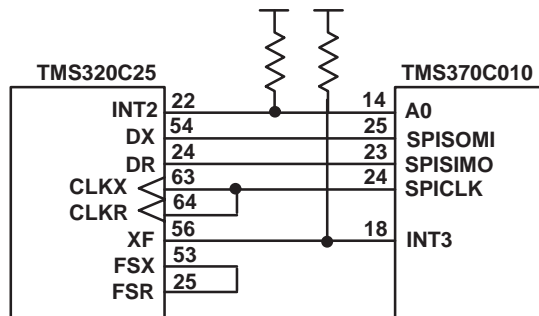 TMS320C25 TMS370C010
INT2 22 14 A0
DX 54 25 SPISOMI
DR 24 23 SPISIMO
CLKX 63 24 SPICLK
CLKR 64
XF 56 18 INT3
FSX 53
FSR 25